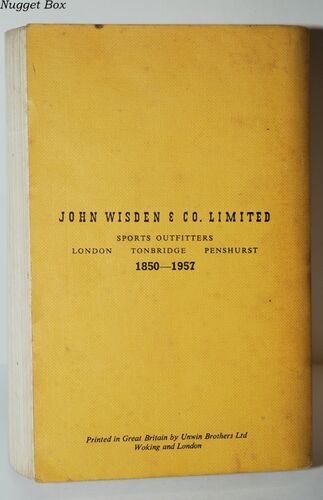 Nugget Box
JOHN WISDEN & CO. LIMITED
SPORTS OUTFITTERS
LONDON TONBRIDGE PENSHURST
1850—1957
Printed in Great Britain by Unwin Brothers Ltd
Woking and London